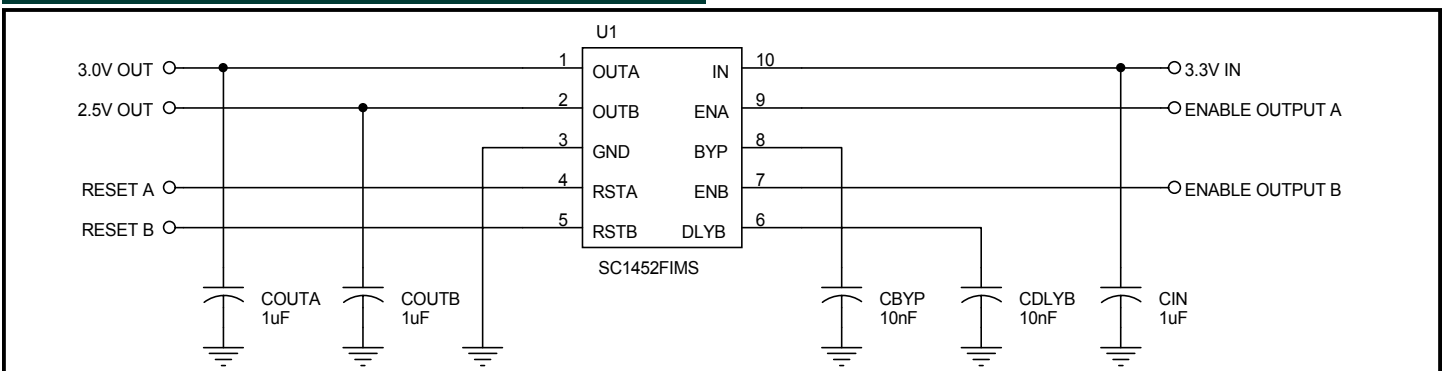 U1
3.0V OUT
1
OUTA
IN
10
3.3V IN
2.5V OUT
2
OUTB
ENA
9
ENABLE OUTPUT A
3
GND
BYP
8
RESET A
4
RSTA
ENB
7
ENABLE OUTPUT B
RESET B
5
RSTB
DLYB
6
SC1452FIMS
COUTA
1uF
COUTB
1uF
CBYP
10nF
CDLYB
10nF
CIN
1uF